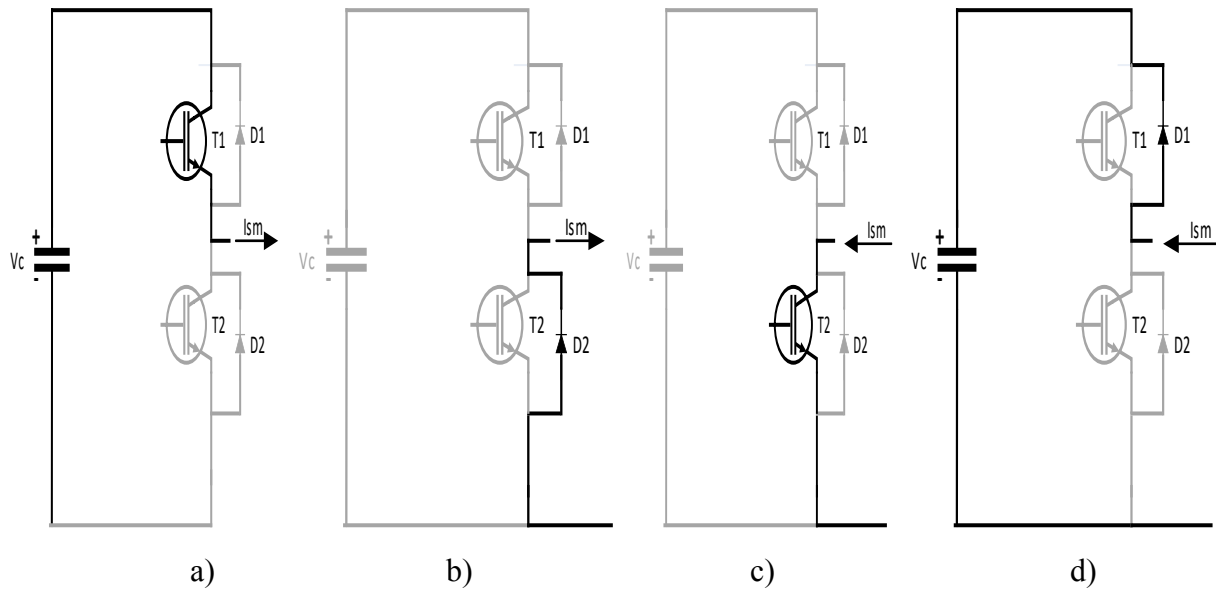 T1 D1
+ Ism
Vc
-
T2 D2
a)
T1 D1
+ Ism
Vc
-
T2 D2
b)
T1 D1
+ Ism
Vc
-
T2 D2
c)
T1 D1
+ Ism
Vc
-
T2 D2
d)